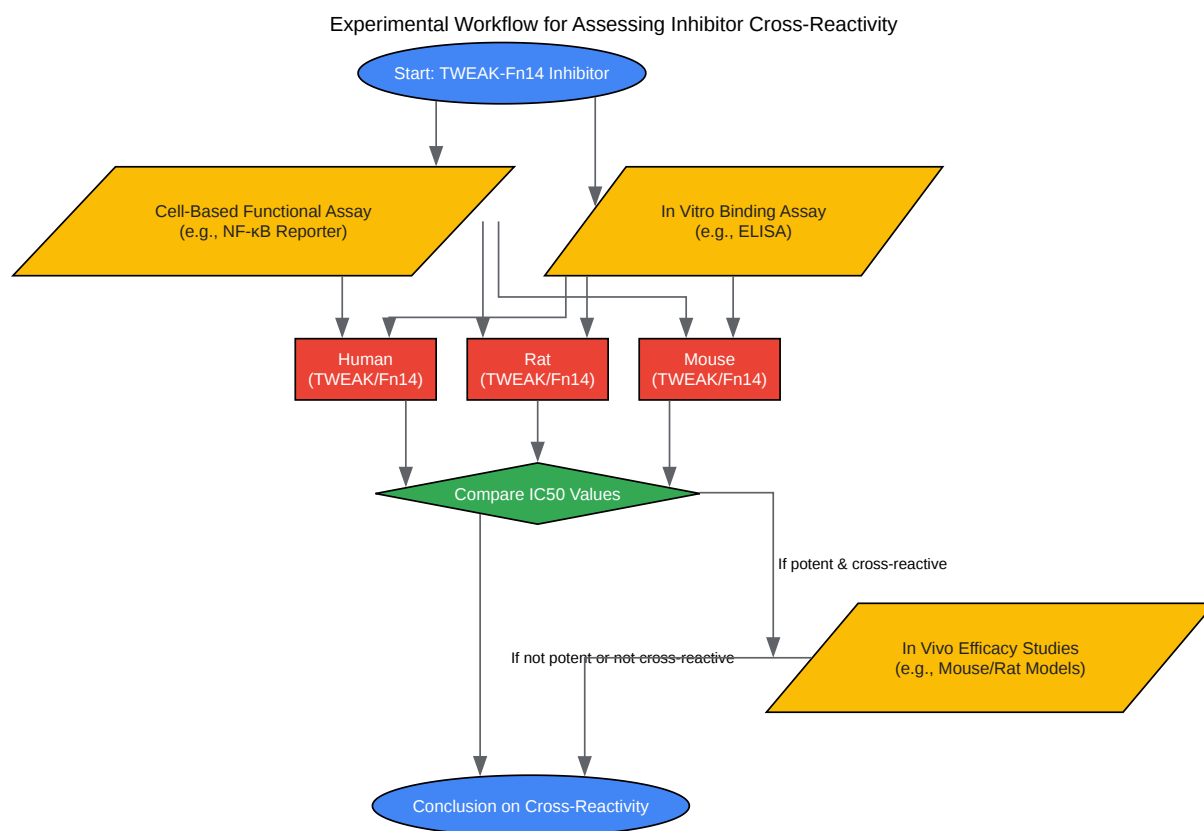 Experimental Workflow for Assessing Inhibitor Cross-Reactivity
Start: TWEAK-Fn14 Inhibitor
Cell-Based Functional Assay
(e.g., NF-κB Reporter)
In Vitro Binding Assay
(e.g., ELISA)
Human
(TWEAK/Fn14)
Rat
(TWEAK/Fn14)
Mouse
(TWEAK/Fn14)
Compare IC50 Values
If potent & cross-reactive
In Vivo Efficacy Studies
(e.g., Mouse/Rat Models)
If not potent or not cross-reactive
Conclusion on Cross-Reactivity